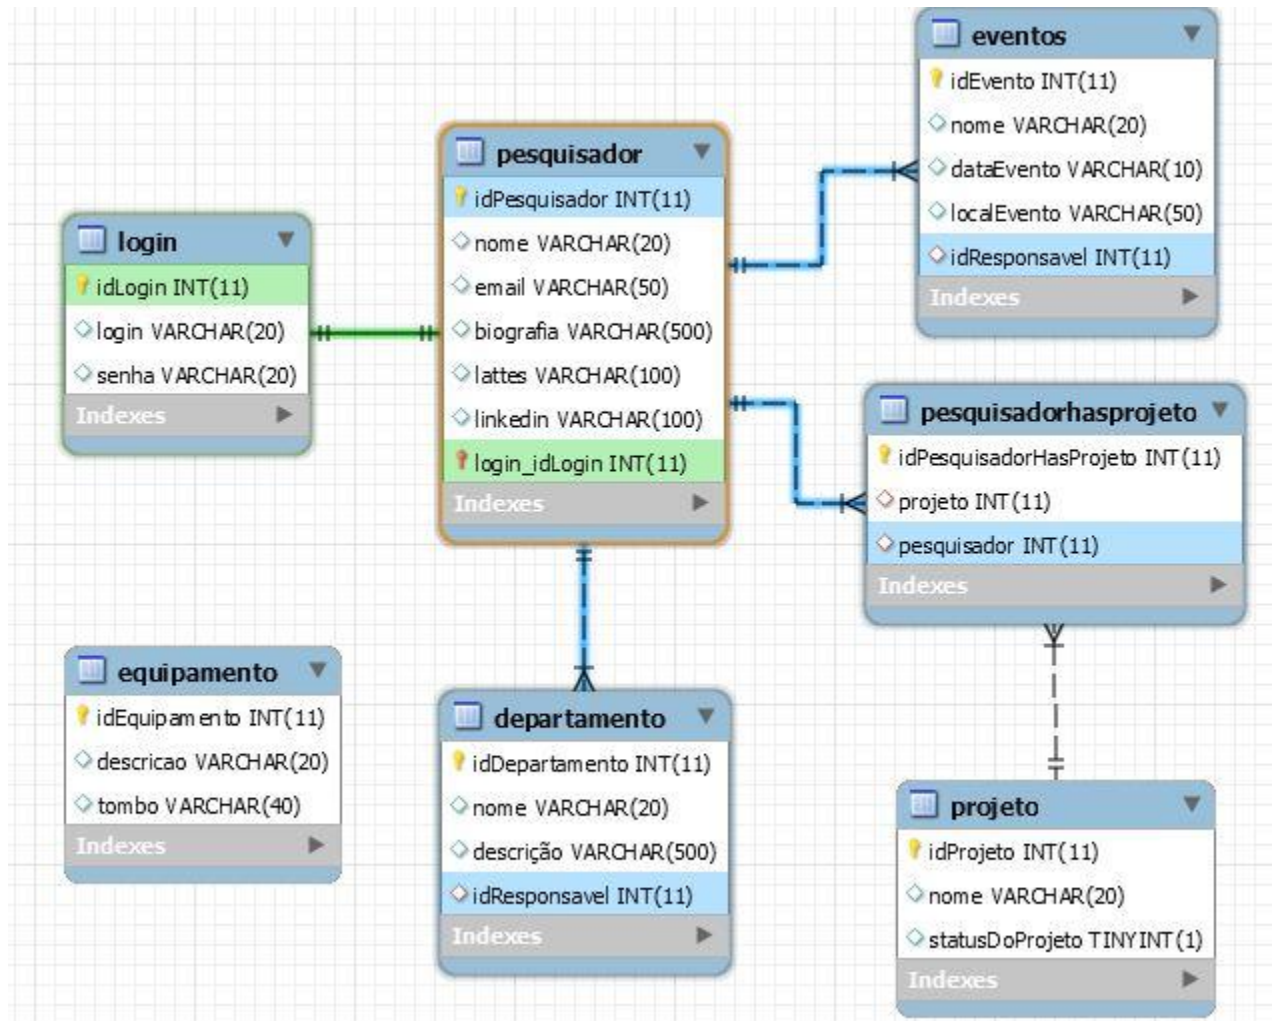 login
idLogin INT(11)
login VARCHAR(20)
senha VARCHAR(20)
Indexes
pesquisador
idPesquisador INT(11)
nome VARCHAR(20)
email VARCHAR(50)
biografia VARCHAR(500)
lattes VARCHAR(100)
linkedin VARCHAR(100)
login_idLogin INT(11)
Indexes
eventos
idEvento INT(11)
nome VARCHAR(20)
dataEvento VARCHAR(10)
localEvento VARCHAR(50)
idResponsavel INT(11)
Indexes
pesquisadorhasprojeto
idPesquisadorHasProjeto INT(11)
projeto INT(11)
pesquisador INT(11)
Indexes
equipamento
idEquipamento INT(11)
descricao VARCHAR(20)
tombo VARCHAR(40)
Indexes
departamento
idDepartamento INT(11)
nome VARCHAR(20)
descrição VARCHAR(500)
idResponsavel INT(11)
Indexes
projeto
idProjeto INT(11)
nome VARCHAR(20)
statusDoProjeto TINYINT(1)
Indexes